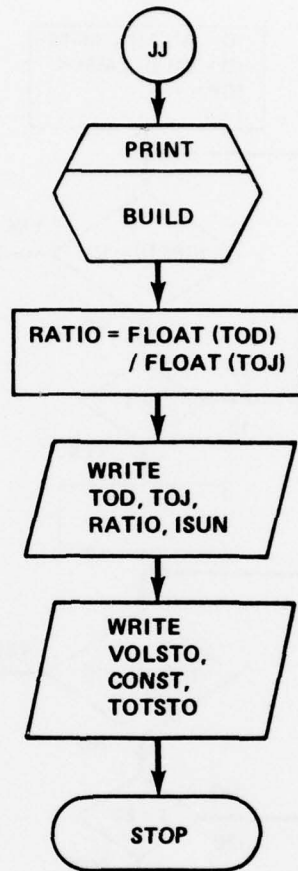 JJ
PRINT
BUILD
RATIO = FLOAT (TOD)
/ FLOAT (TOJ)
WRITE
TOD, TOJ,
RATIO, ISUN
WRITE
VOLSTO,
CONST,
TOTSTO
STOP